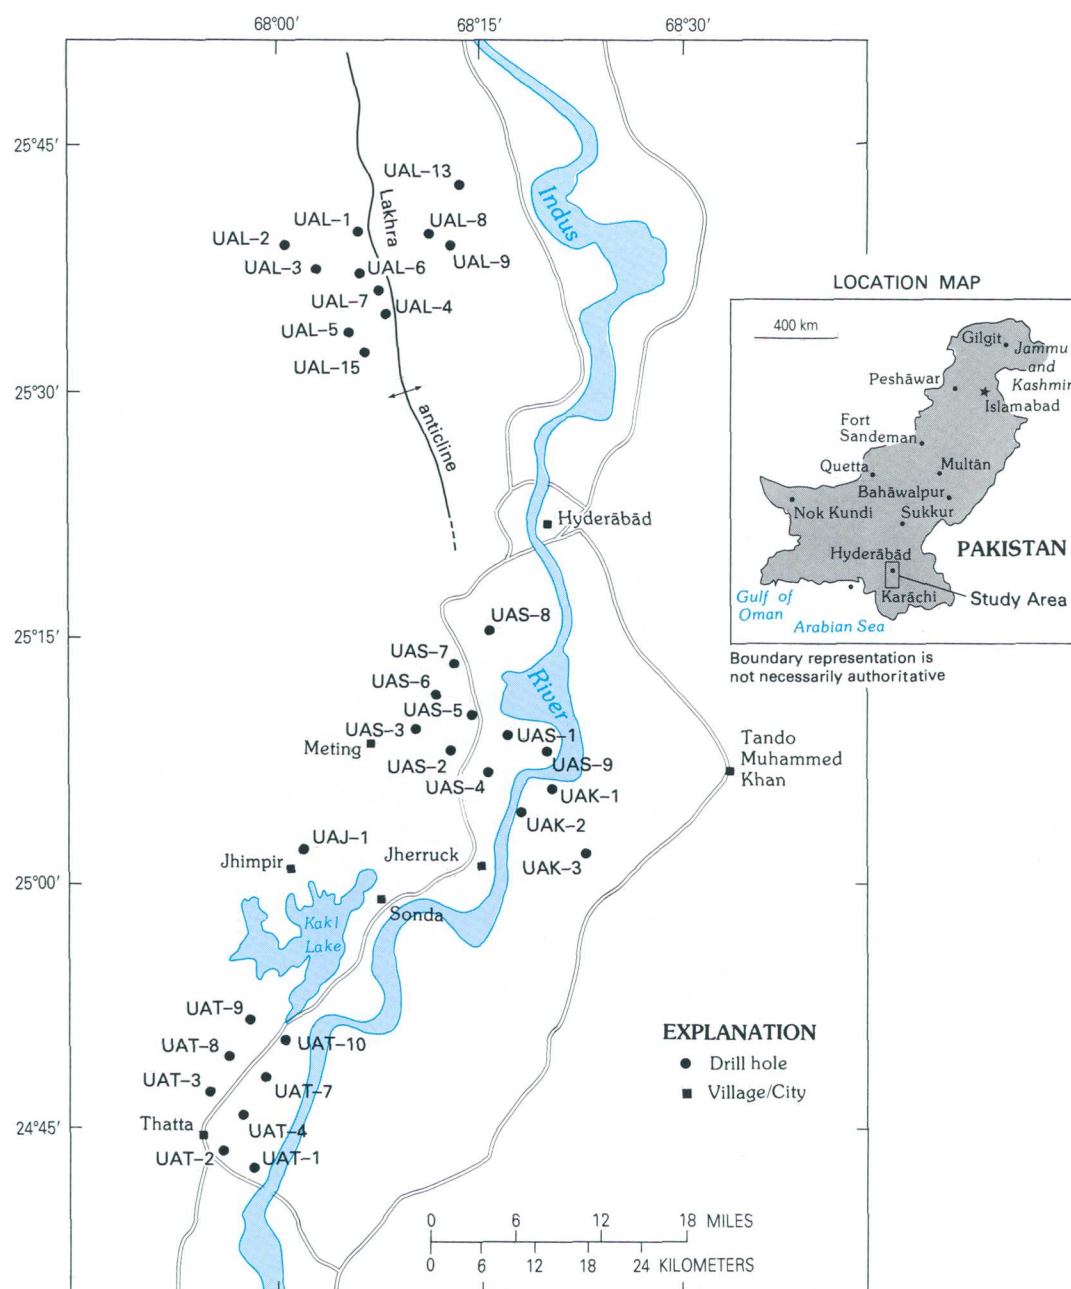 68°00′
68°15′
68°30′
25°45′
UAL–13
UAL–1
UAL–8
UAL–2
Lakhra
UAL–9
UAL–3
UAL–6
UAL–7
UAL–4
UAL–5
UAL–15
Indus
25°30′
anticline
Hyderābād
LOCATION MAP
400 km
Gilgit
Jammu
and
Kashmir
Peshāwar
Islamabad
Fort
Sandeman
Quetta
Multān
Bahāwalpur
Nok Kundi
Sukkur
Hyderābād
PAKISTAN
Karāchi
Study Area
Gulf of
Oman
Arabian Sea
Boundary representation is
not necessarily authoritative
25°15′
UAS–8
UAS–7
UAS–6
River
UAS–5
UAS–3
UAS–1
Meting
UAS–2
UAS–9
UAS–4
UAK–1
UAK–2
UAK–3
Tando
Muhammed
Khan
UAJ–1
Jhimpir
Jherruck
25°00′
Sonda
Kakl
Lake
UAT–9
UAT–10
UAT–8
UAT–3
UAT–7
Thatta
UAT–4
24°45′
UAT–2
UAT–1
EXPLANATION
Drill hole
Village/City
0 6 12 18 MILES
0 6 12 18 24 KILOMETERS